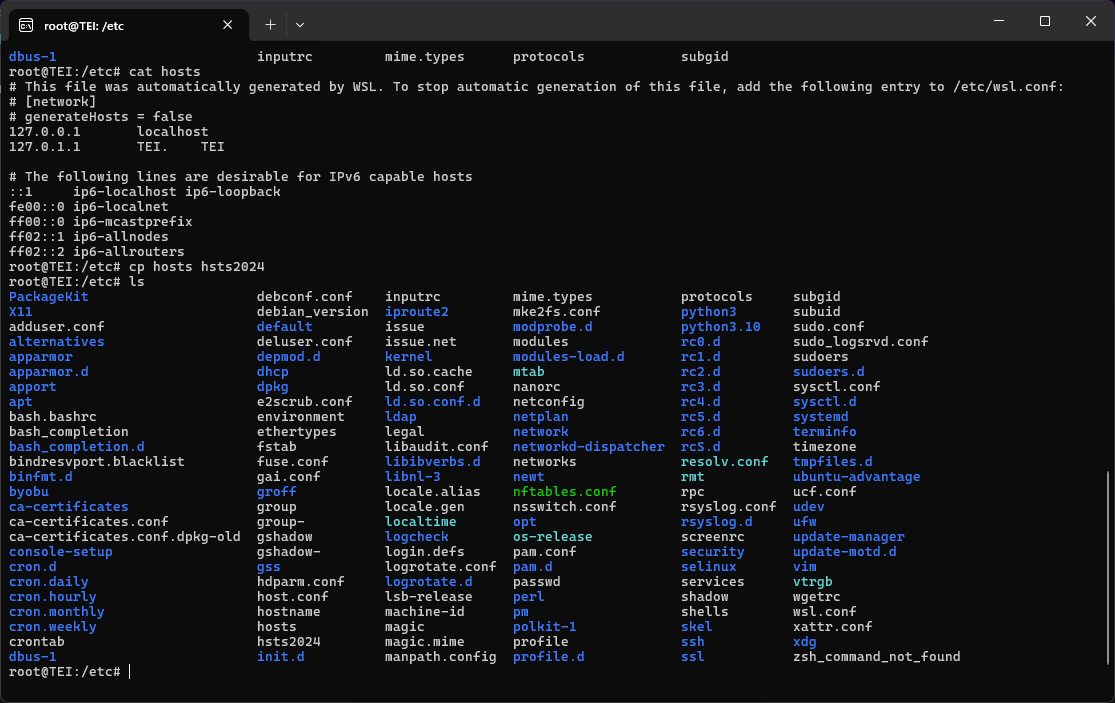 root@TEI: /etc
dbus-1 inputrc mime.types protocols subgid
root@TEI:/etc# cat hosts
# This file was automatically generated by WSL. To stop automatic generation of this file, add the following entry to /etc/wsl.conf:
# [network]
# generateHosts = false
127.0.0.1 localhost
127.0.1.1 TEI. TEI
# The following lines are desirable for IPv6 capable hosts
::1 ip6-localhost ip6-loopback
fe00::0 ip6-localnet
ff00::0 ip6-mcastprefix
ff02::1 ip6-allnodes
ff02::2 ip6-allrouters
root@TEI:/etc# cp hosts hsts2024
root@TEI:/etc# ls
PackageKit debconf.conf inputrc mime.types protocols subgid
X11 debian_version iproute2 mke2fs.conf python3 subuid
adduser.conf default issue modprobe.d python3.10 sudo.conf
alternatives deluser.conf issue.net modules rc0.d sudo_logsrvd.conf
apparmor depmod.d kernel modules-load.d rc1.d sudoers
apparmor.d dhcp ld.so.cache mtab rc2.d sudoers.d
apport dpkg ld.so.conf nanorc rc3.d sysctl.conf
apt e2scrub.conf ld.so.conf.d netconfig rc4.d sysctl.d
bash.bashrc environment ldap netplan rc5.d systemd
bash_completion ethertypes legal network rc6.d terminfo
bash_completion.d fstab libaudit.conf networkd-dispatcher rcS.d timezone
bindresvport.blacklist fuse.conf libibverbs.d networks resolv.conf tmpfiles.d
binfmt.d gai.conf libnl-3 newt rmt ubuntu-advantage
byobu groff locale.alias nftables.conf rpc ucf.conf
ca-certificates group locale.gen nsswitch.conf rsyslog.conf udev
ca-certificates.conf group- localtime opt rsyslog.d ufw
ca-certificates.conf.dpkg-old gshadow logcheck os-release screenrc update-manager
console-setup gshadow- login.defs pam.conf security update-motd.d
cron.d gss logrotate.conf pam.d selinux vim
cron.daily hdparm.conf logrotate.d passwd services vtrgb
cron.hourly host.conf lsb-release perl shadow wgetrc
cron.monthly hostname machine-id pm shells wsl.conf
cron.weekly hosts magic polkit-1 skel xattr.conf
crontab hsts2024 magic.mime profile ssh xdg
dbus-1 init.d manpath.config profile.d ssl zsh_command_not_found
root@TEI:/etc#